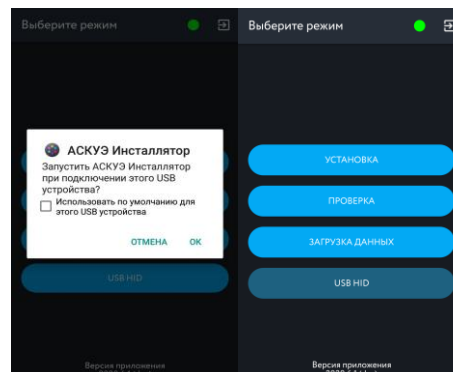 Выберите режим
АСКУЭ Инсталлятор
Запустить АСКУЭ Инсталлятор
при подключении этого USB
устройства?
Использовать по умолчанию для
этого USB устройства
ОТМЕНА ОК
USB HID
Версия приложения
Выберите режим
УСТАНОВКА
ПРОВЕРКА
ЗАГРУЗКА ДАННЫХ
USB HID
Версия приложения